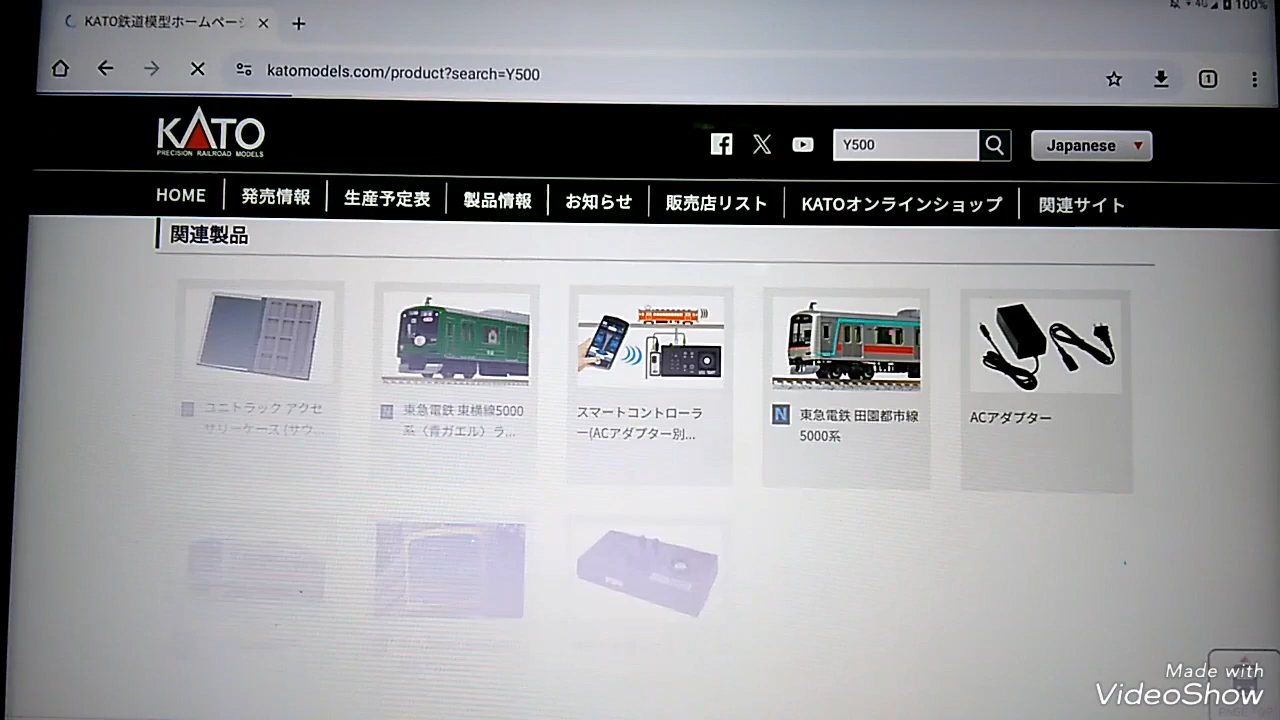 100%
KATO鉄道模型ホームページ
katomodels.com/product?search=Y500
1
KATO
PRECISION RAILROAD MODELS
Y500
Japanese
HOME
発売情報
生産予定表
製品情報
お知らせ
販売店リスト
KATOオンラインショップ
関連サイト
関連製品
ユニトラック アクセ
サリーケース (サウ...
N
東急電鉄 東横線5000
系〈青ガエル〉ラ...
スマートコントローラ
ー(ACアダプター別...
N
東急電鉄 田園都市線
5000系
ACアダプター
Made with
VideoShow